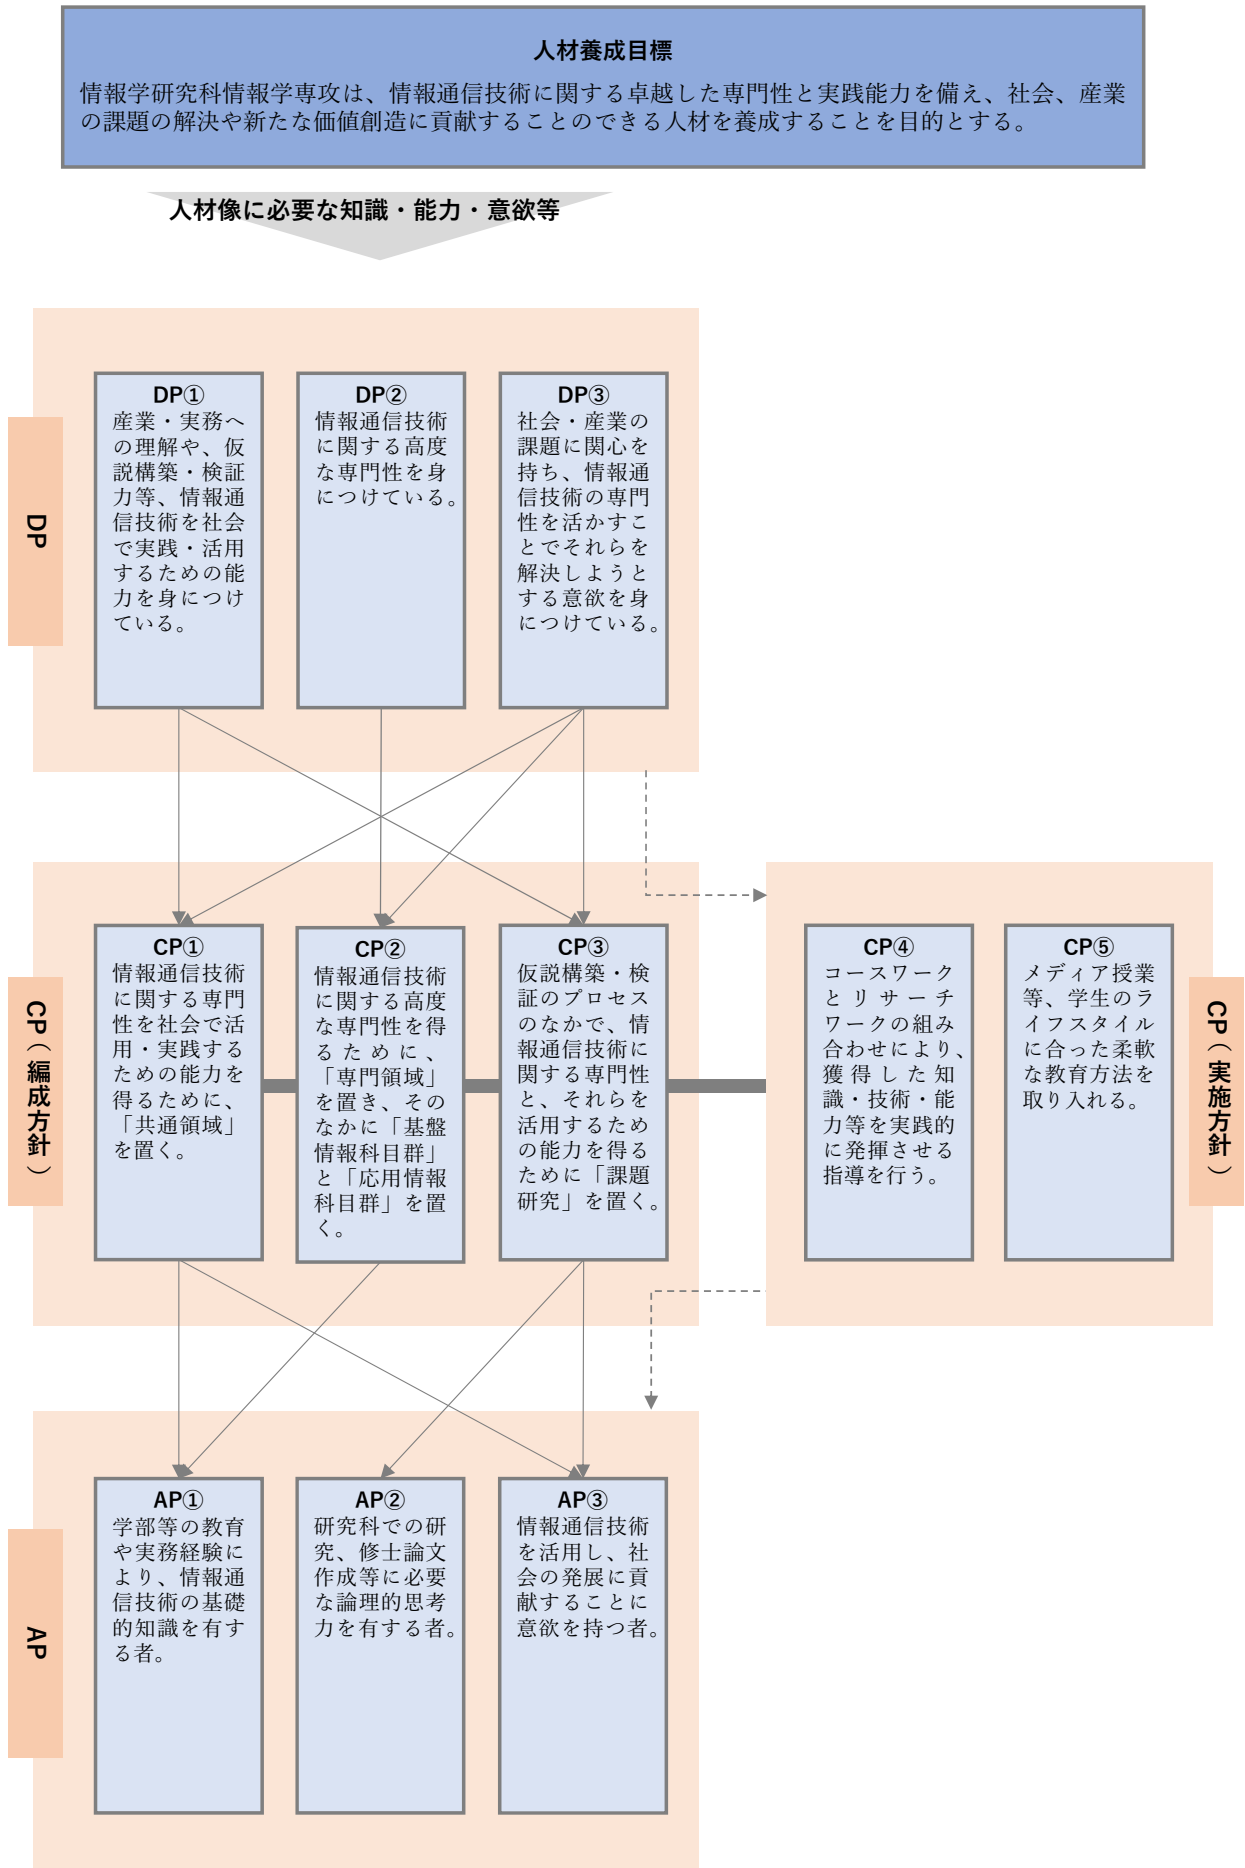 人材養成目標
情報学研究科情報学専攻は、情報通信技術に関する卓越した専門性と実践能力を備え、社会、産業
の課題の解決や新たな価値創造に貢献することのできる人材を養成することを目的とする。
人材像に必要な知識・能力・意欲等
DP
DP①
産業・実務へ
の理解や、仮
説構築・検証
力等、情報通
信技術を社会
で実践・活用
するための能
力を身につけ
ている。
DP②
情報通信技術
に関する高度
な専門性を身
につけている。
DP③
社会・産業の
課題に関心を
持ち、情報通
信技術の専門
性を活かすこ
とでそれらを
解決しようと
する意欲を身
につけている。
CP（編成方針）
CP①
情報通信技術
に関する専門
性を社会で活
用・実践する
ための能力を
得るために、
「共通領域」
を置く。
CP②
情報通信技術
に関する高度
な専門性を得
るために、
「専門領域」
を置き、その
なかに「基盤
情報科目群」
と「応用情報
科目群」を置
く。
CP③
仮説構築・検
証のプロセス
のなかで、情
報通信技術に
関する専門性
と、それらを
活用するため
の能力を得る
ために「課題
研究」を置く。
CP④
コースワーク
とリサーチ
ワークの組み
合わせにより、
獲得した知
識・技術・能
力等を実践的
に発揮させる
指導を行う。
CP⑤
メディア授業
等、学生のラ
イフスタイル
に合った柔軟
な教育方法を
取り入れる。
CP（実施方針）
AP
AP①
学部等の教育
や実務経験に
より、情報通
信技術の基礎
的知識を有す
る者。
AP②
研究科での研
究、修士論文
作成等に必要
な論理的思考
力を有する者。
AP③
情報通信技術
を活用し、社
会の発展に貢
献することに
意欲を持つ者。